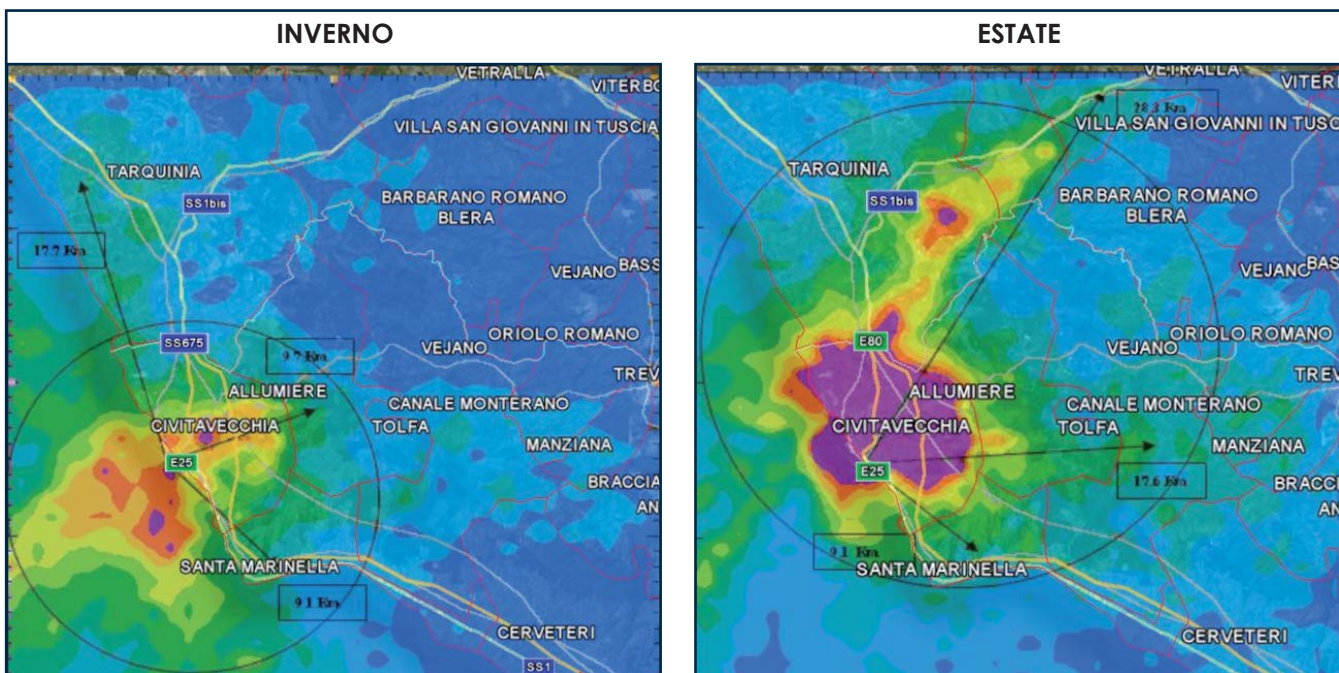 INVERNO
VETRALLA
VITERBO
VILLA SAN GIOVANNI IN TUSCIA
TARQUINIA
SS1bis
BARBARANO ROMANO
BLERA
17.7 Km
VEJANO
BASS
SS675
ORIOLO ROMANO
VEJANO
9.7 Km
TREV
ALLUMIERE
CANALE MONTERANO
CIVITAVECCHIA
TOLFA
MANZIANA
E25
BRACCIA
AN
SANTA MARINELLA
9.1 Km
CERVETERI
SS1
ESTATE
VETRALLA
VITERB
28.3 Km
VILLA SAN GIOVANNI IN TUSC
TARQUINIA
SS1bis
BARBARANO ROMANO
BLERA
VEJANO
BAS
E80
ORIOLO ROMANO
VEJANO
TREV
ALLUMIERE
CANALE MONTERANO
CIVITAVECCHIA
TOLFA
MANZIANA
E25
17.6 Km
BRACCI
AN
9.1 Km
SANTA MARINELLA
CERVETERI